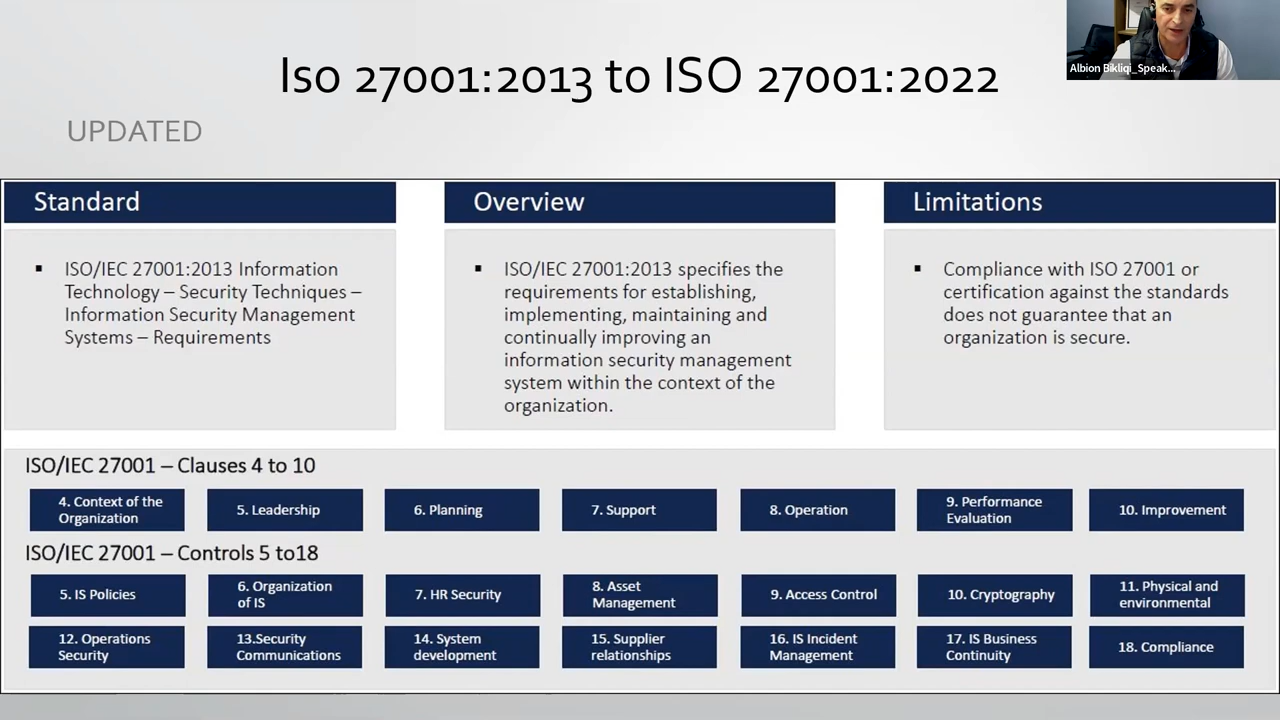 Albion Bikliqi_Speak...
Iso 27001:2013 to ISO 27001:2022
UPDATED
Standard
▪ ISO/IEC 27001:2013 Information
Technology – Security Techniques –
Information Security Management
Systems – Requirements
Overview
▪ ISO/IEC 27001:2013 specifies the
requirements for establishing,
implementing, maintaining and
continually improving an
information security management
system within the context of the
organization.
Limitations
▪ Compliance with ISO 27001 or
certification against the standards
does not guarantee that an
organization is secure.
ISO/IEC 27001 – Clauses 4 to 10
4. Context of the
Organization
5. Leadership
6. Planning
7. Support
8. Operation
9. Performance
Evaluation
10. Improvement
ISO/IEC 27001 – Controls 5 to18
5. IS Policies
6. Organization
of IS
7. HR Security
8. Asset
Management
9. Access Control
10. Cryptography
11. Physical and
environmental
12. Operations
Security
13.Security
Communications
14. System
development
15. Supplier
relationships
16. IS Incident
Management
17. IS Business
Continuity
18. Compliance